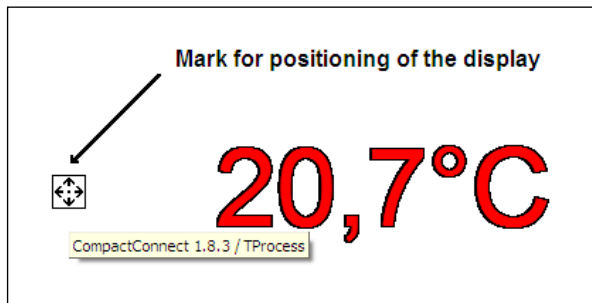 Mark for positioning of the display
20,7°C
CompactConnect 1.8.3 / TProcess